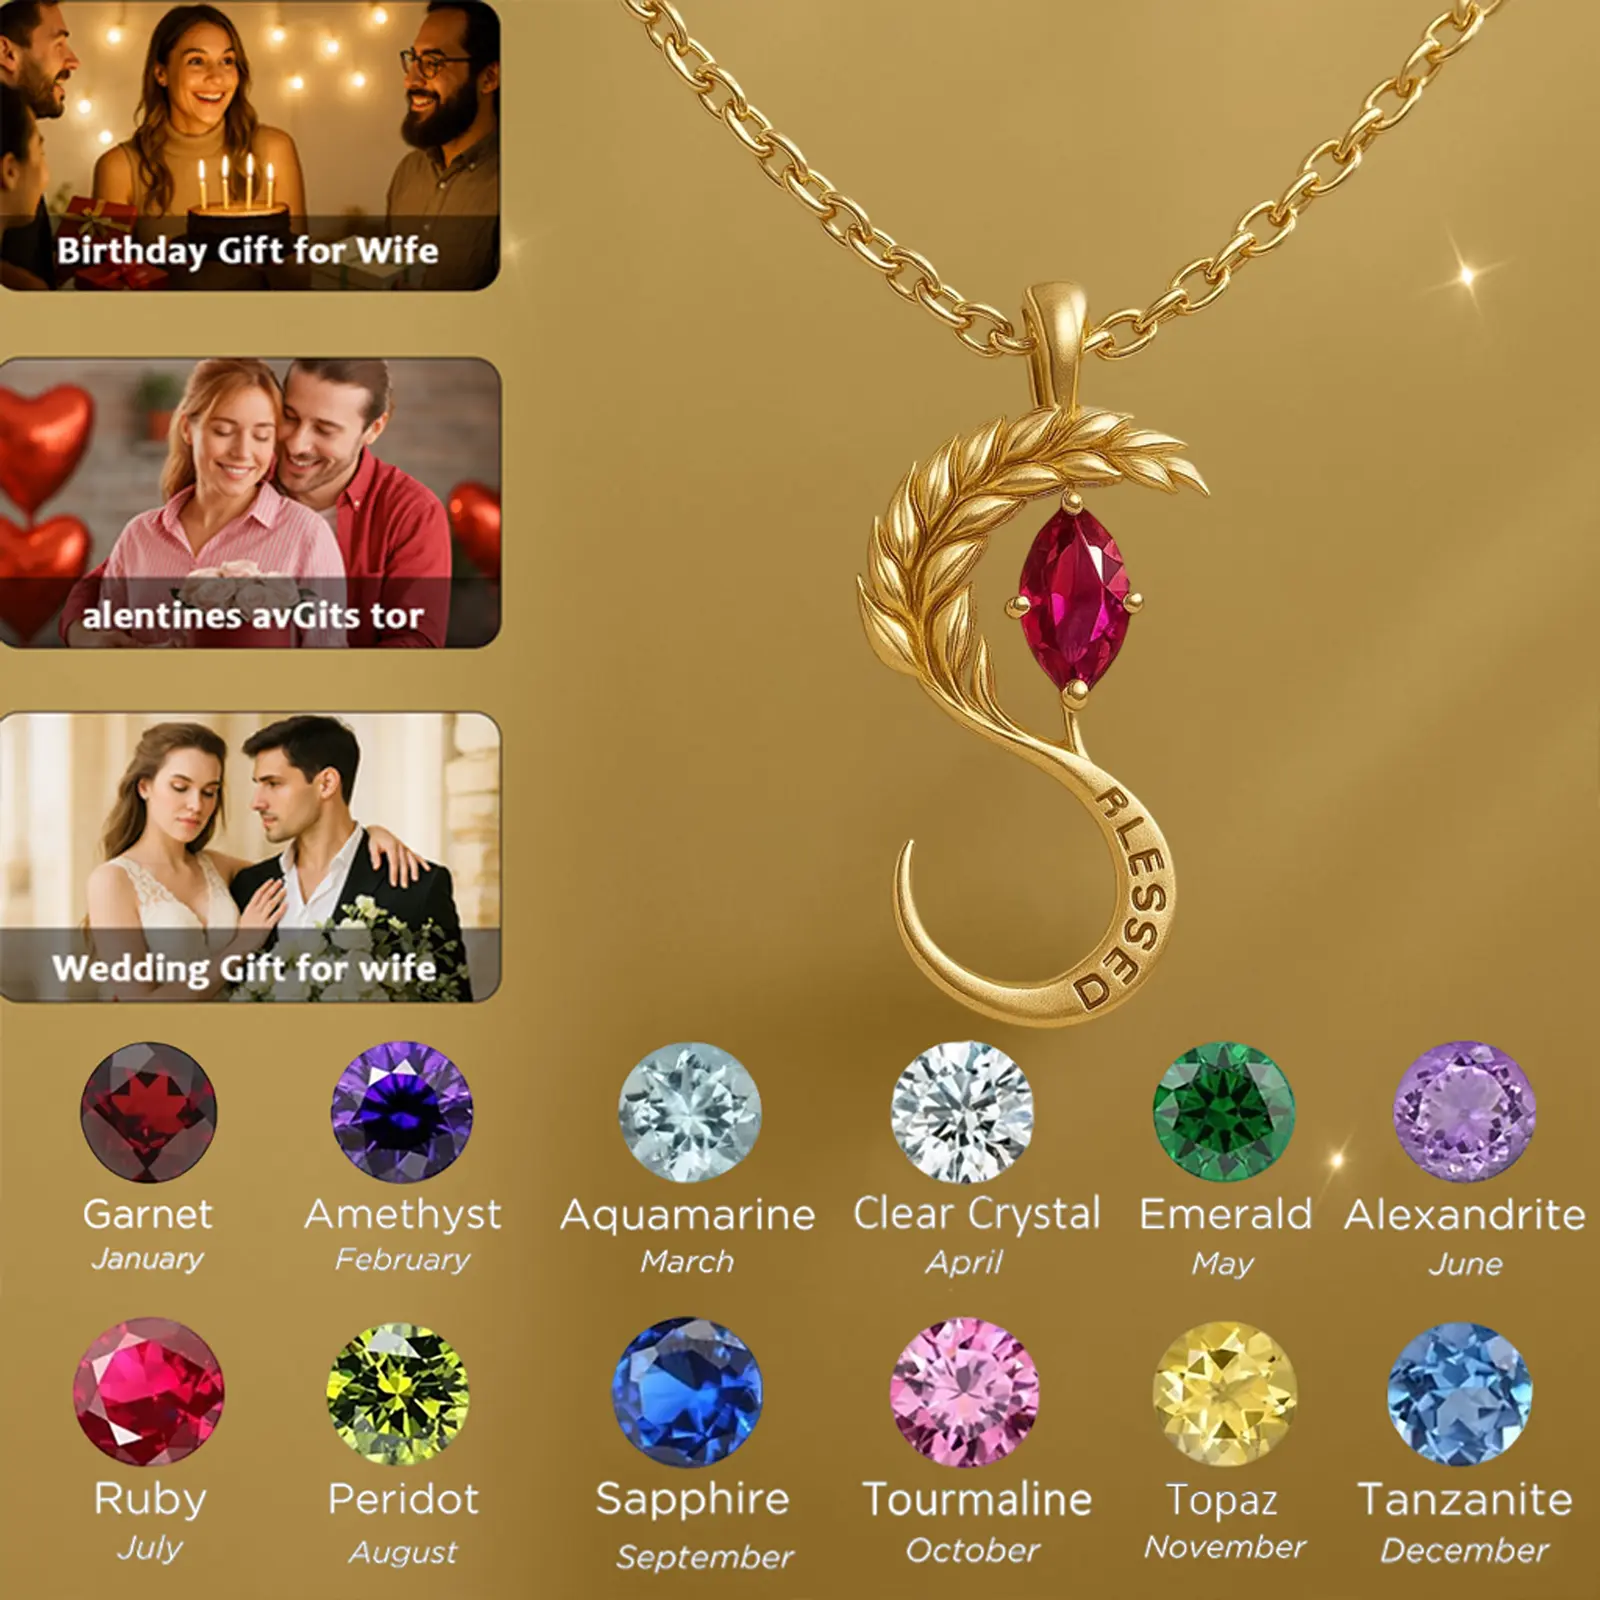 Birthday Gift for Wife
alentines avGits tor
Wedding Gift for wife
RLESSED
Garnet
January
Amethyst
February
Aquamarine
March
Clear Crystal
April
Emerald
May
Alexandrite
June
Ruby
July
Peridot
August
Sapphire
September
Tourmaline
October
Topaz
November
Tanzanite
December